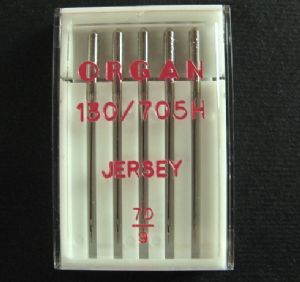 ORGAN
130/705H
JERSEY
70
9